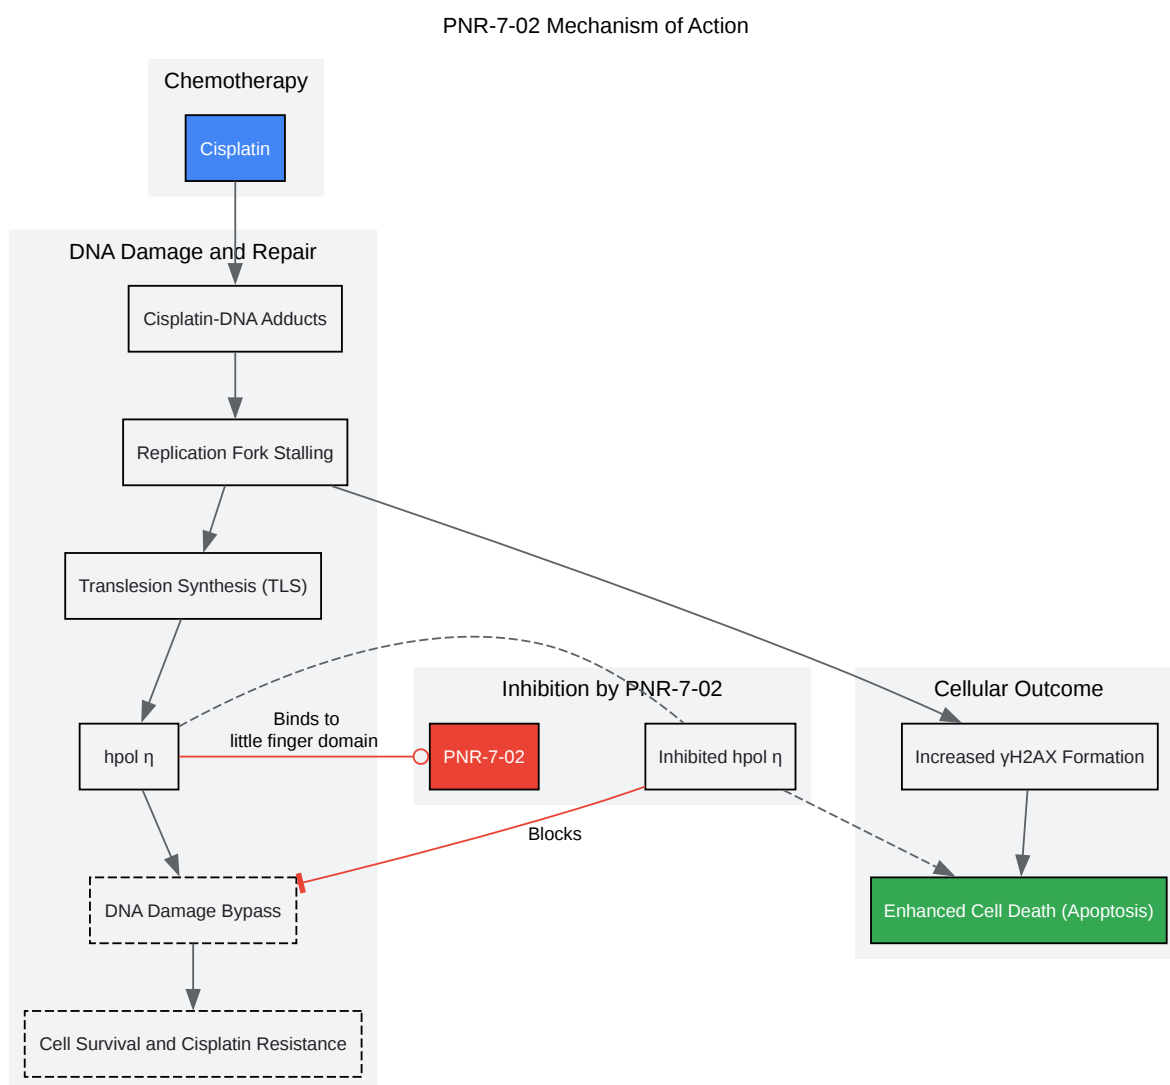 PNR-7-02 Mechanism of Action
Chemotherapy
Cisplatin
DNA Damage and Repair
Cisplatin-DNA Adducts
Replication Fork Stalling
Translesion Synthesis (TLS)
Inhibition by PNR-7-02
Cellular Outcome
Binds to
little finger domain
hpol η
PNR-7-02
Inhibited hpol η
Increased γH2AX Formation
Blocks
DNA Damage Bypass
Enhanced Cell Death (Apoptosis)
Cell Survival and Cisplatin Resistance